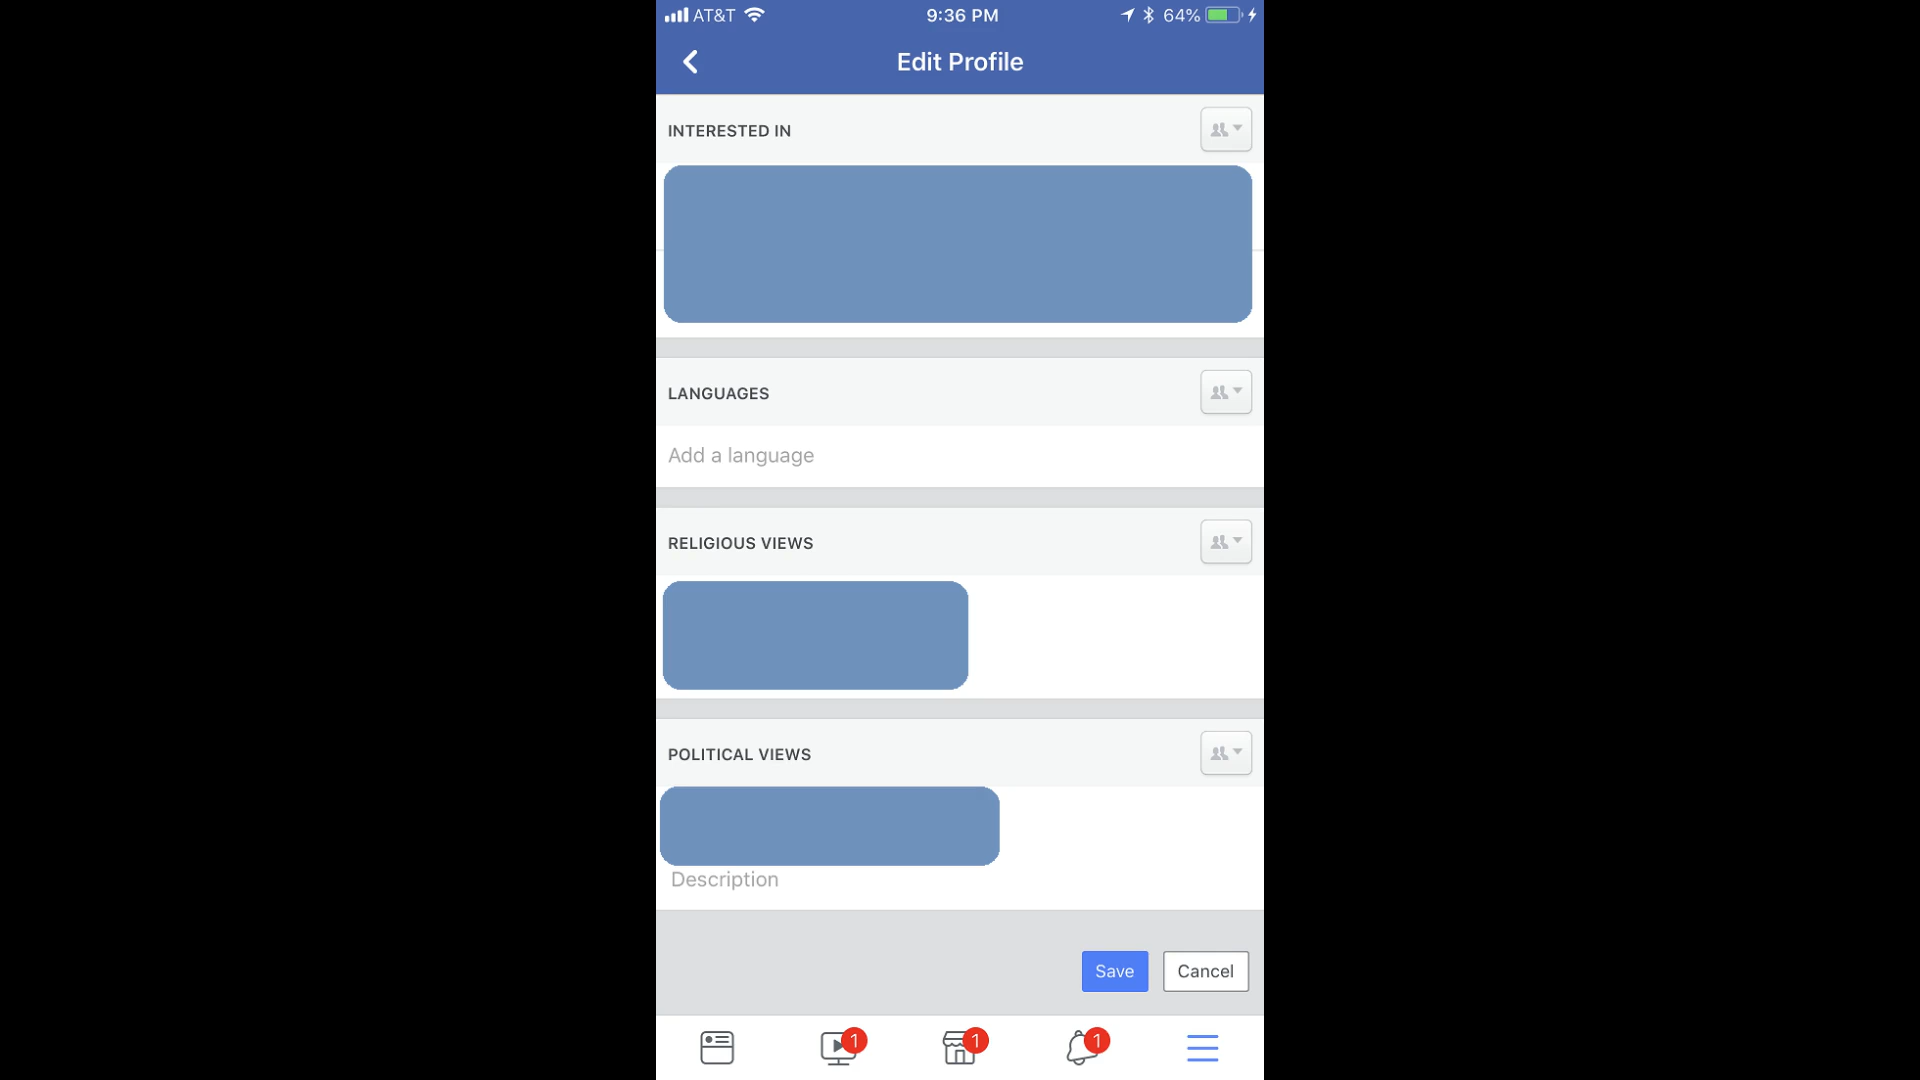 AT&T 9:36 PM 64%
Edit Profile
INTERESTED IN
LANGUAGES
Add a language
RELIGIOUS VIEWS
POLITICAL VIEWS
Description
Save Cancel
1 1 1